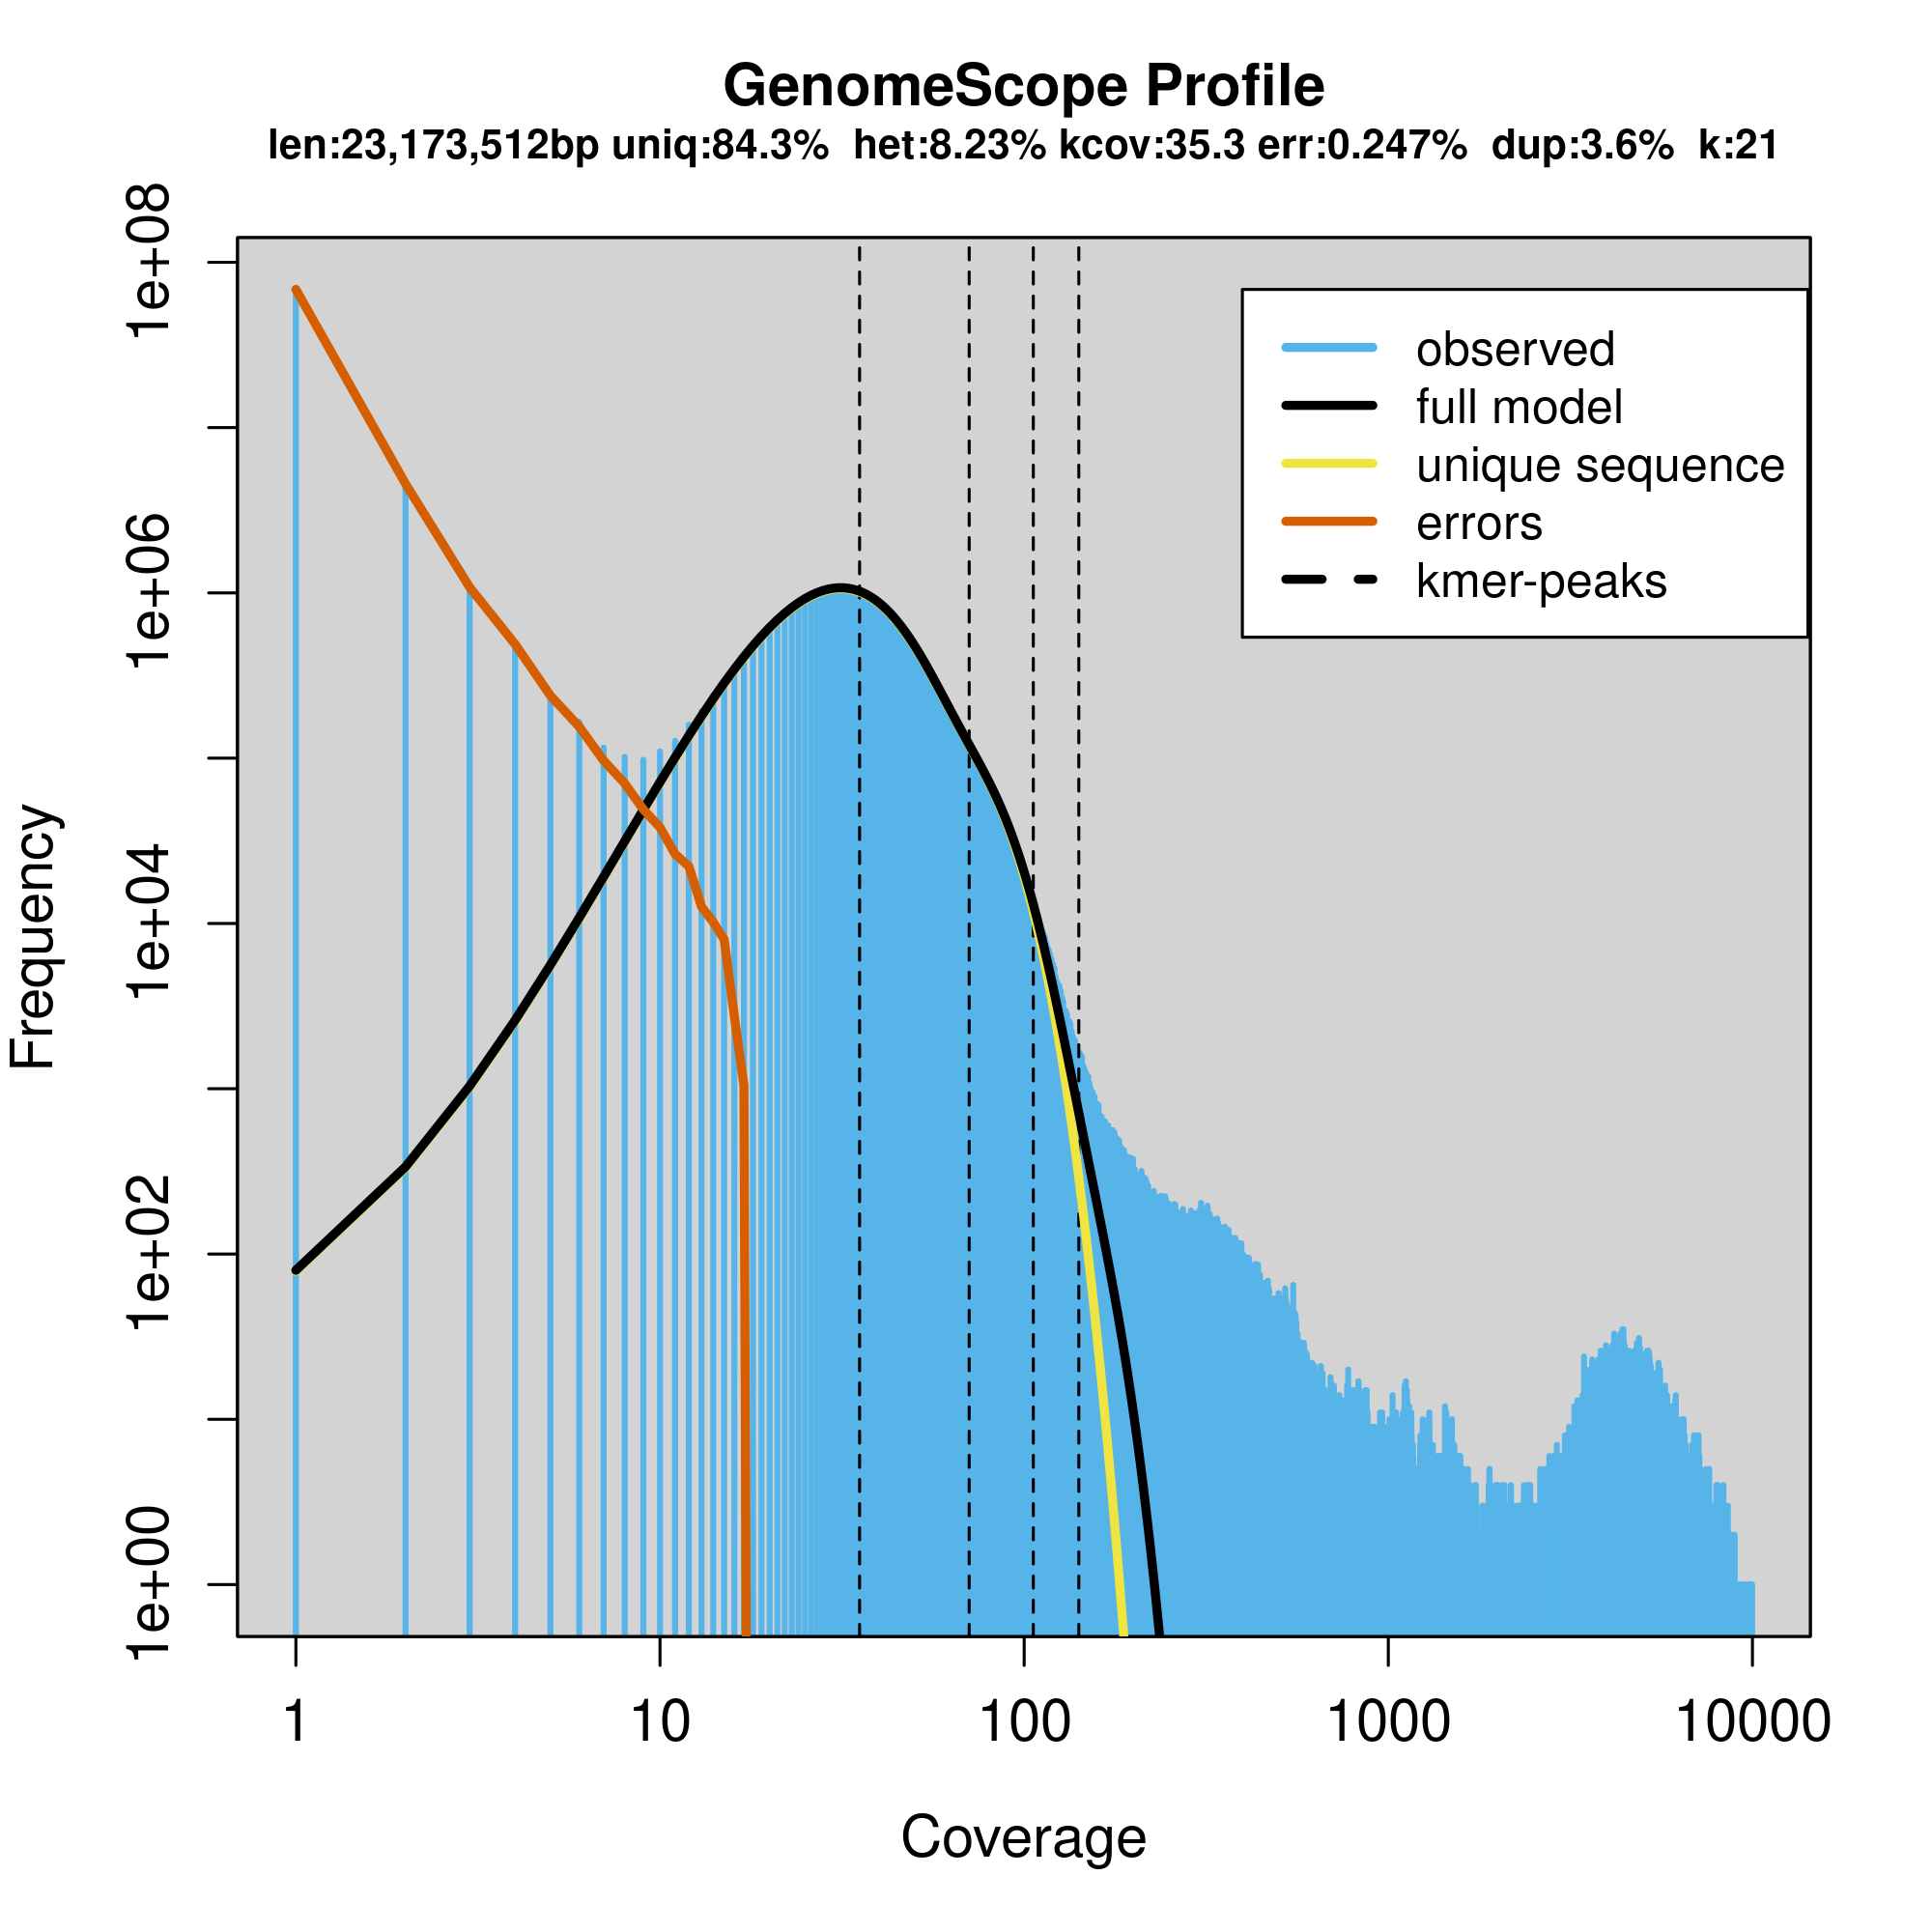 GenomeScope Profile
len:23,173,512bp uniq:84.3% het:8.23% kcov:35.3 err:0.247% dup:3.6% k:21
1e+08
1e+06
1e+04
1e+02
1e+00
Frequency
observed
full model
unique sequence
errors
kmer-peaks
1 10 100 1000 10000
Coverage